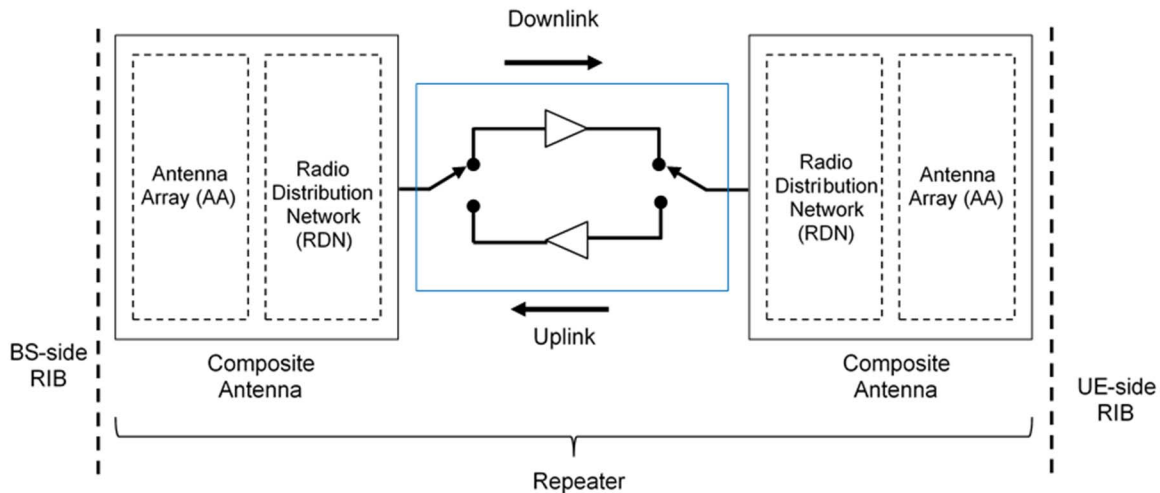 Downlink
Antenna
Array (AA)
Radio
Distribution
Network
(RDN)
Radio
Distribution
Network
(RDN)
Antenna
Array (AA)
Uplink
BS-side
RIB
Composite
Antenna
Composite
Antenna
UE-side
RIB
Repeater